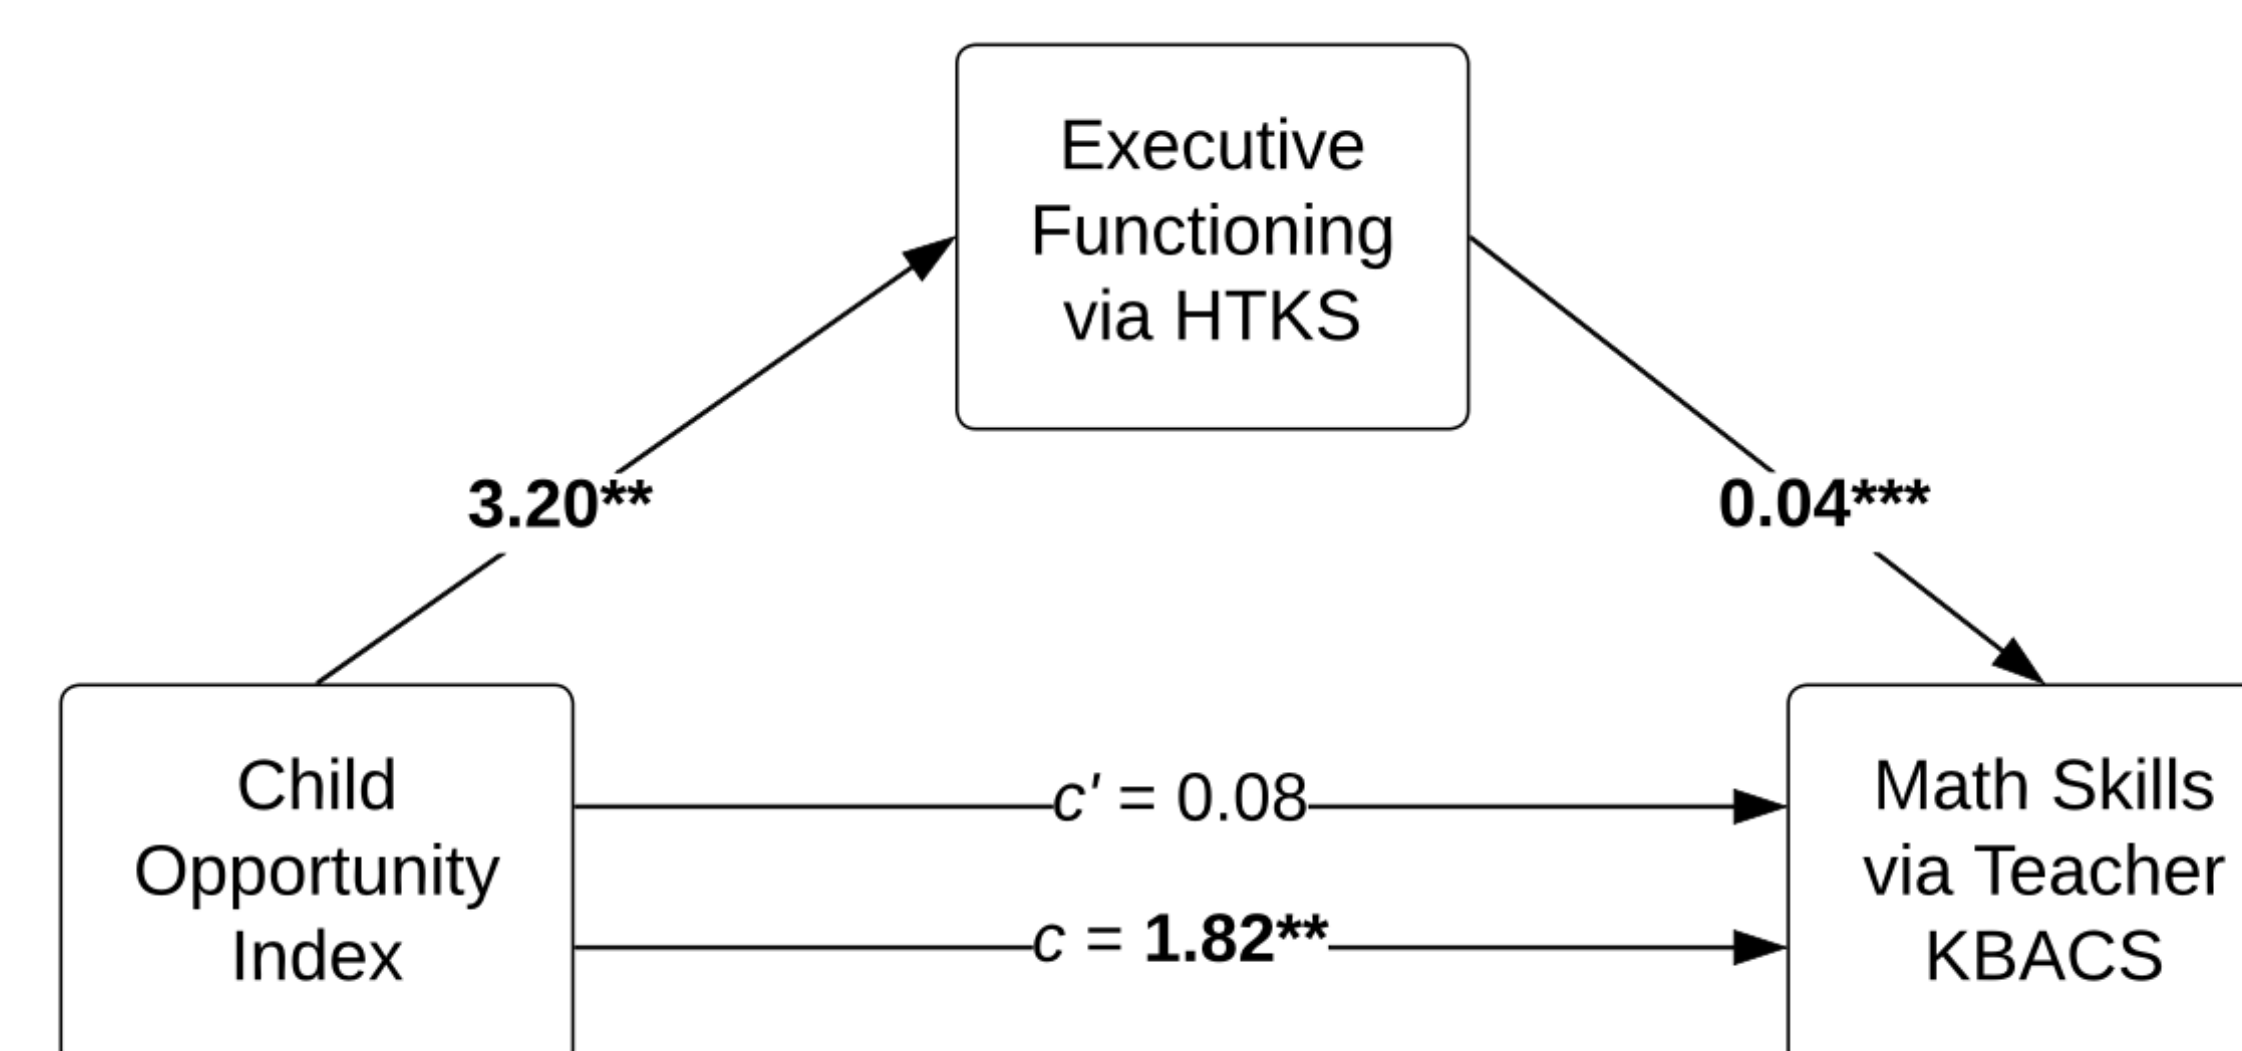 Executive
Functioning
via HTKS
3.20**
0.04***
Child
Opportunity
Index
c' = 0.08
c = 1.82**
Math Skills
via Teacher
KBACS